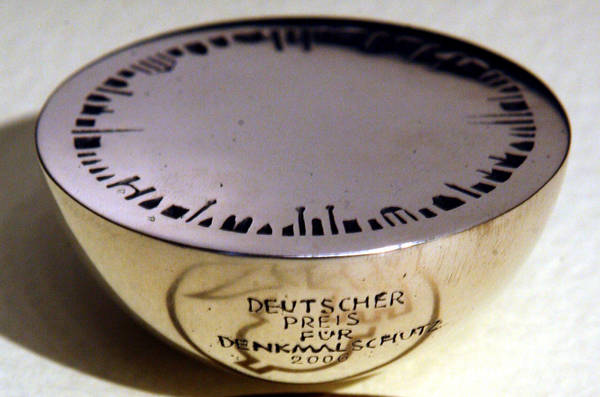 DEUTSCHER
PREIS
FÜR
DENKMALSCHUTZ
2006